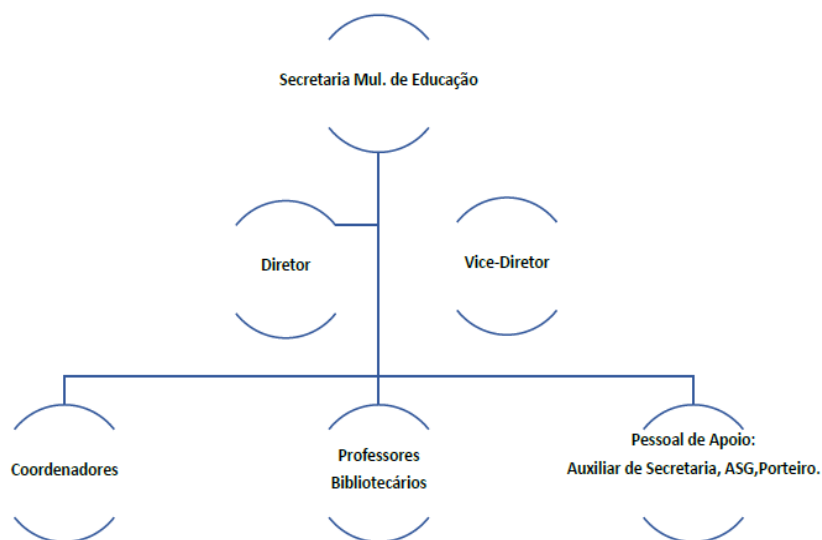 Secretaria Mul. de Educação
Diretor
Vice-Diretor
Coordenadores
Professores
Bibliotecários
Pessoal de Apoio:
Auxiliar de Secretaria, ASG,Porteiro.